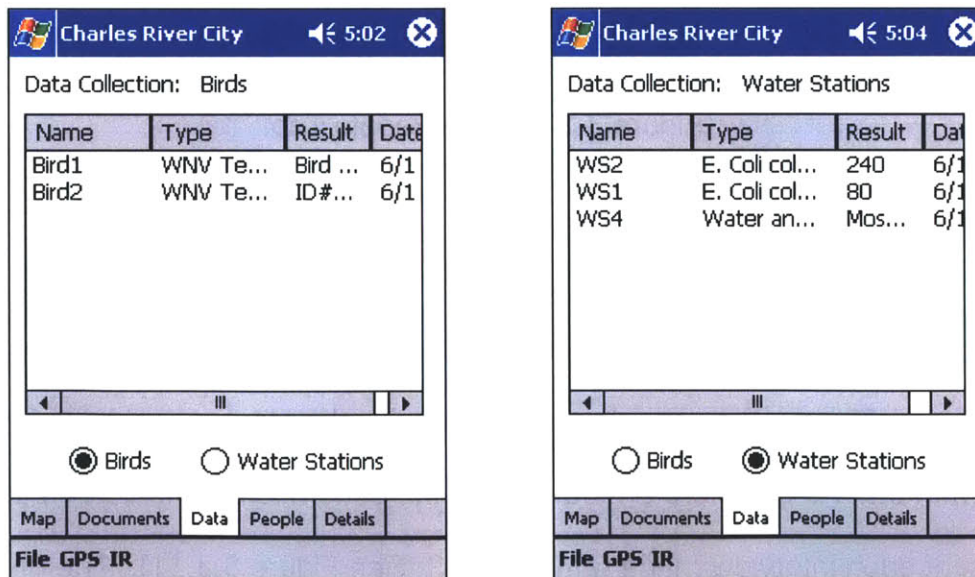 Charles River City 5:02
Data Collection: Birds
Name Type Result Date
Bird1 WNV Te... Bird ... 6/1
Bird2 WNV Te... ID#... 6/1
Birds Water Stations
Map Documents Data People Details
File GPS IR
Charles River City 5:04
Data Collection: Water Stations
Name Type Result Dat
WS2 E. Coli col... 240 6/1
WS1 E. Coli col... 80 6/1
WS4 Water an... Mos... 6/1
Birds Water Stations
Map Documents Data People Details
File GPS IR